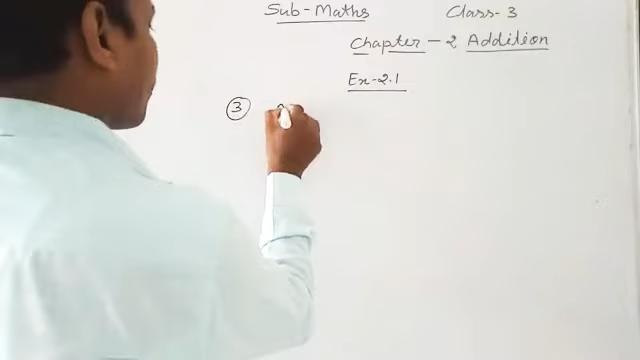 Sub-Maths Class-3
Chapter-2 Addition
Ex-2.1
3